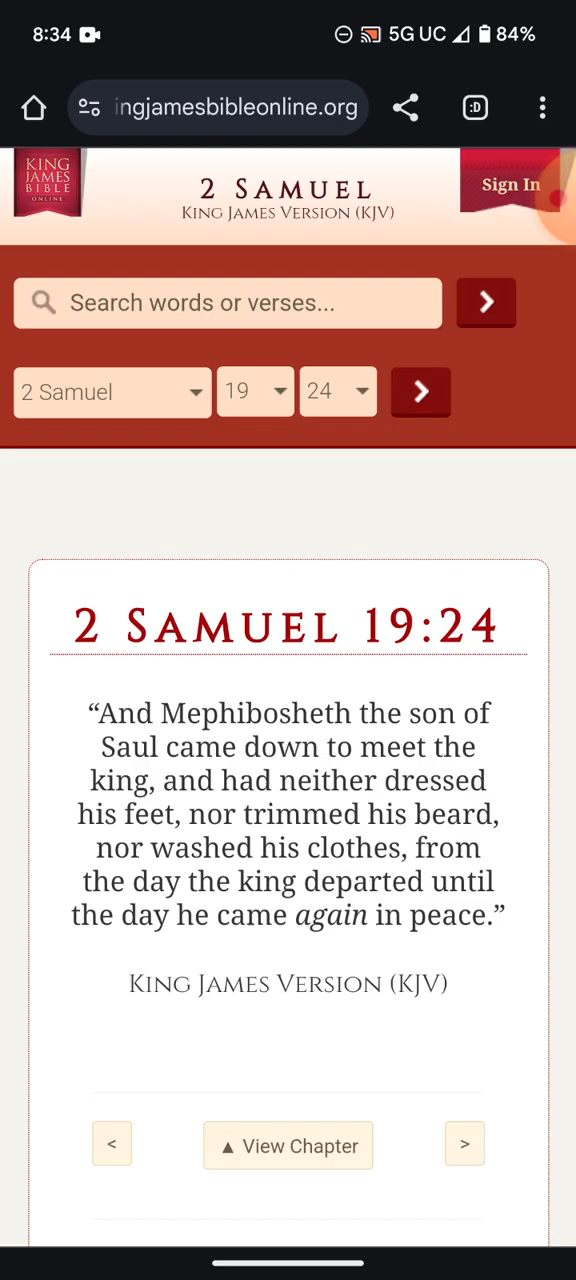 8:34 5G UC 84%
ingjamesbibleonline.org :D
KING
JAMES
BIBLE
ONLINE
2 SAMUEL
KING JAMES VERSION (KJV)
Sign In
Search words or verses...
2 Samuel 19 24
2 SAMUEL 19:24
“And Mephibosheth the son of
Saul came down to meet the
king, and had neither dressed
his feet, nor trimmed his beard,
nor washed his clothes, from
the day the king departed until
the day he came again in peace.”
KING JAMES VERSION (KJV)
< ▲ View Chapter >